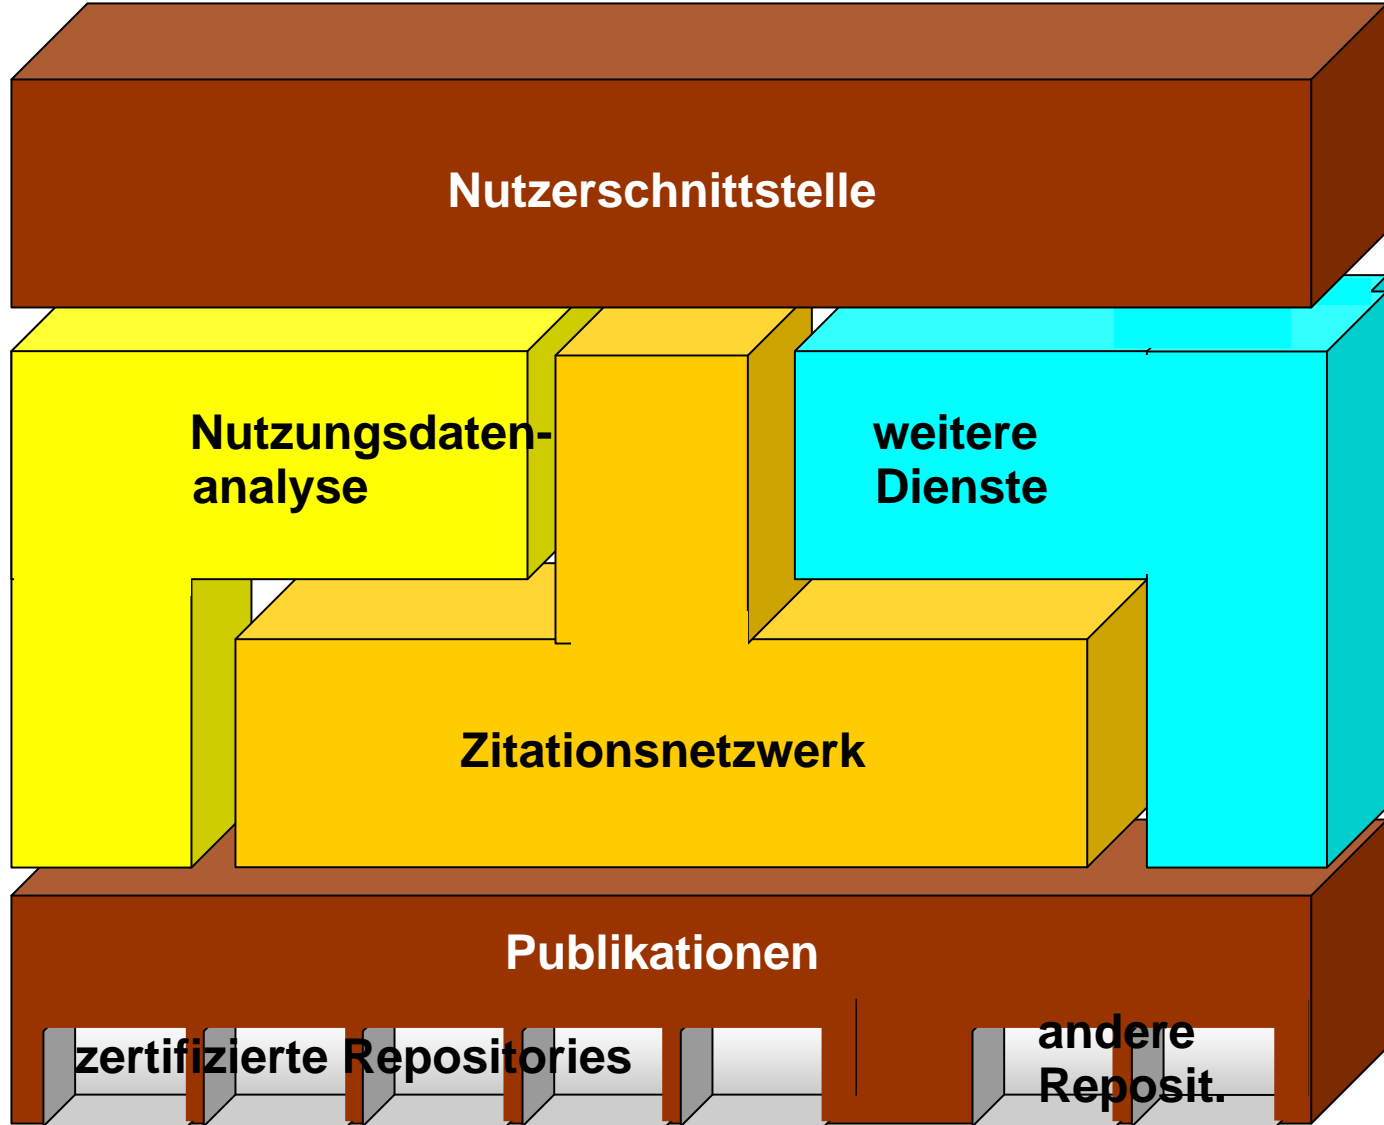 Nutzerschnittstelle
Nutzungsdaten-
analyse
weitere
Dienste
Zitationsnetzwerk
Publikationen
zertifizierte Repositories
andere
Reposit.